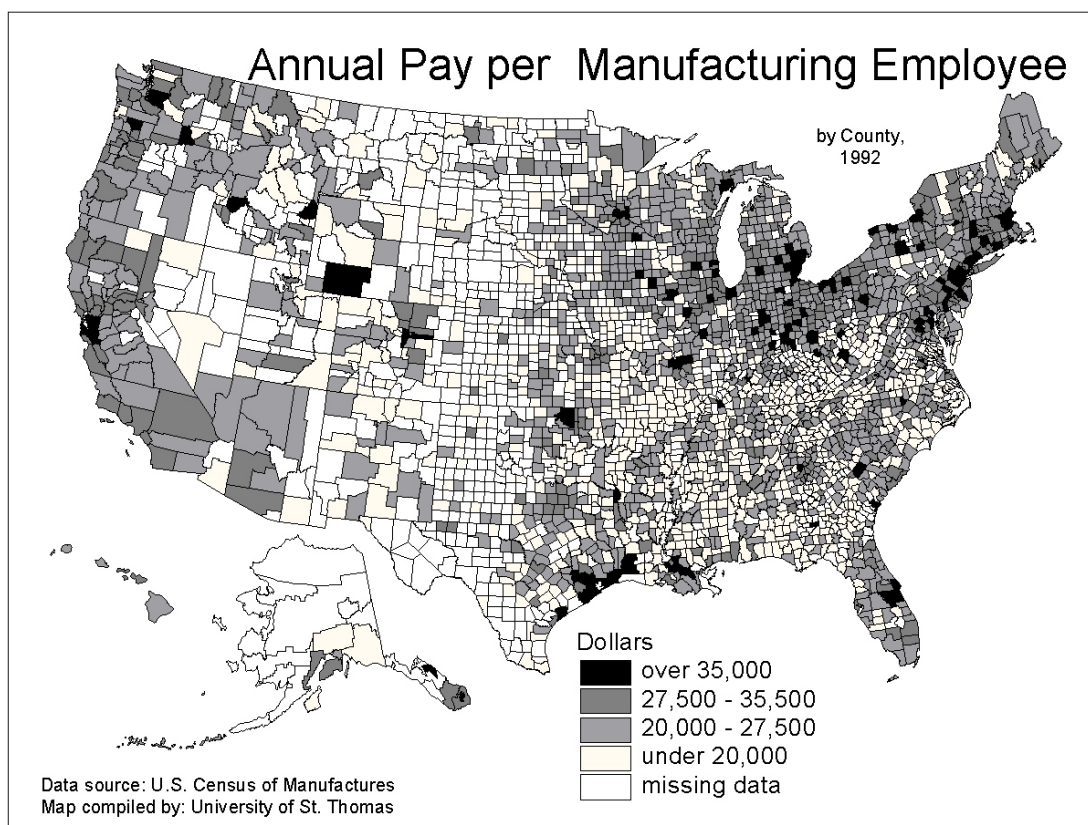 Annual Pay per Manufacturing Employee
by County,
1992
Dollars
over 35,000
27,500 - 35,500
20,000 - 27,500
under 20,000
missing data
Data source: U.S. Census of Manufactures
Map compiled by: University of St. Thomas